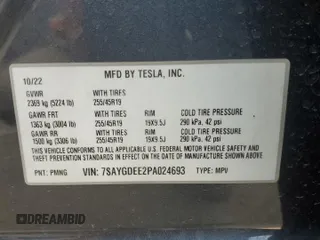 MFD BY TESLA, INC.
10/22
GVWR WITH TIRES
2369 kg (5224 lb) 255/45R19
GAWR FRT WITH TIRES RIM COLD TIRE PRESSURE
1363 kg (3004 lb) 255/45R19 19X9.5J 290 kPa, 42 psi
GAWR RR WITH TIRES RIM COLD TIRE PRESSURE
1500 kg (3306 lb) 255/45R19 19X9.5J 290 kPa, 42 psi
THIS VEHICLE CONFORMS TO ALL APPLICABLE U.S. FEDERAL
MOTOR VEHICLE SAFETY AND THEFT PREVENTION STANDARDS IN
EFFECT ON THE DATE OF MANUFACTURE SHOWN ABOVE.
PNT: PMNG VIN: 7SAYGDEE2PA024693 TYPE: MPV
DREAMBID